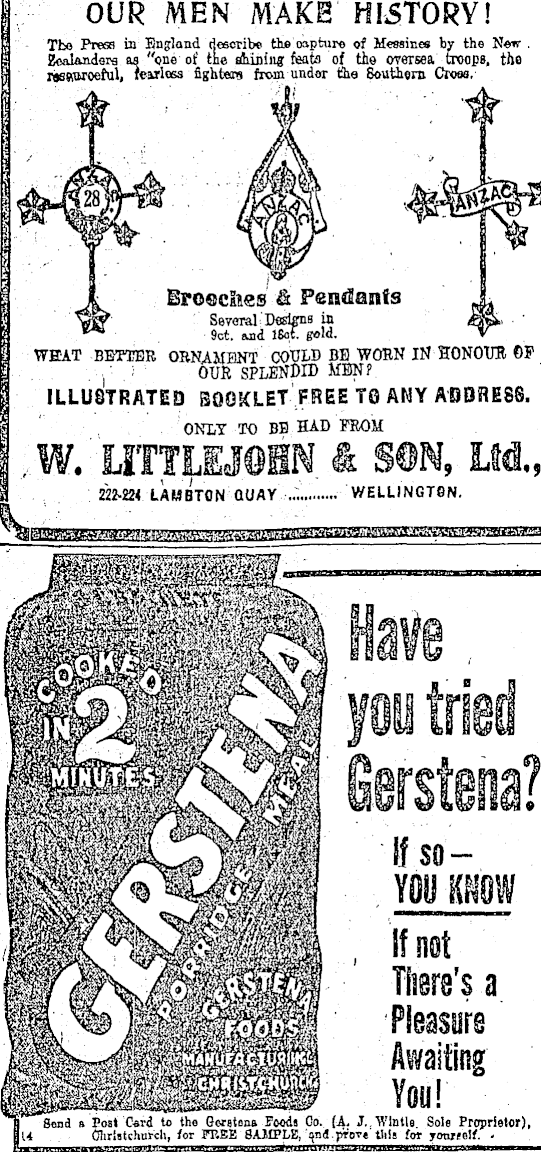 OUR MEN MAKE HISTORY!
The Press in England describe the capture of Messines by the New
Zealanders as "one of the shining feats of the oversea troops, the
resourceful, fearless fighters from under the Southern Cross.
28
ANZAC
ANZAC
Brooches & Pendants
Several Designs in
9ct. and 18ct. gold.
WHAT BETTER ORNAMENT COULD BE WORN IN HONOUR OF
OUR SPLENDID MEN?
ILLUSTRATED BOOKLET FREE TO ANY ADDRESS.
ONLY TO BE HAD FROM
W. LITTLEJOHN & SON, Ltd.,
222-224 LAMBTON QUAY ............ WELLINGTON.
COOKED
IN 2
MINUTES
GERSTENA
PORRIDGE MEAL
GERSTENA
FOODS
MANUFACTURING
CHRISTCHURCH
Have
you tried
Gerstena?
If so—
YOU KNOW
If not
There's a
Pleasure
Awaiting
You!
Send a Post Card to the Gerstena Foods Co. (A. J. Wintle, Sole Proprietor),
14 Christchurch, for FREE SAMPLE, and prove this for yourself.